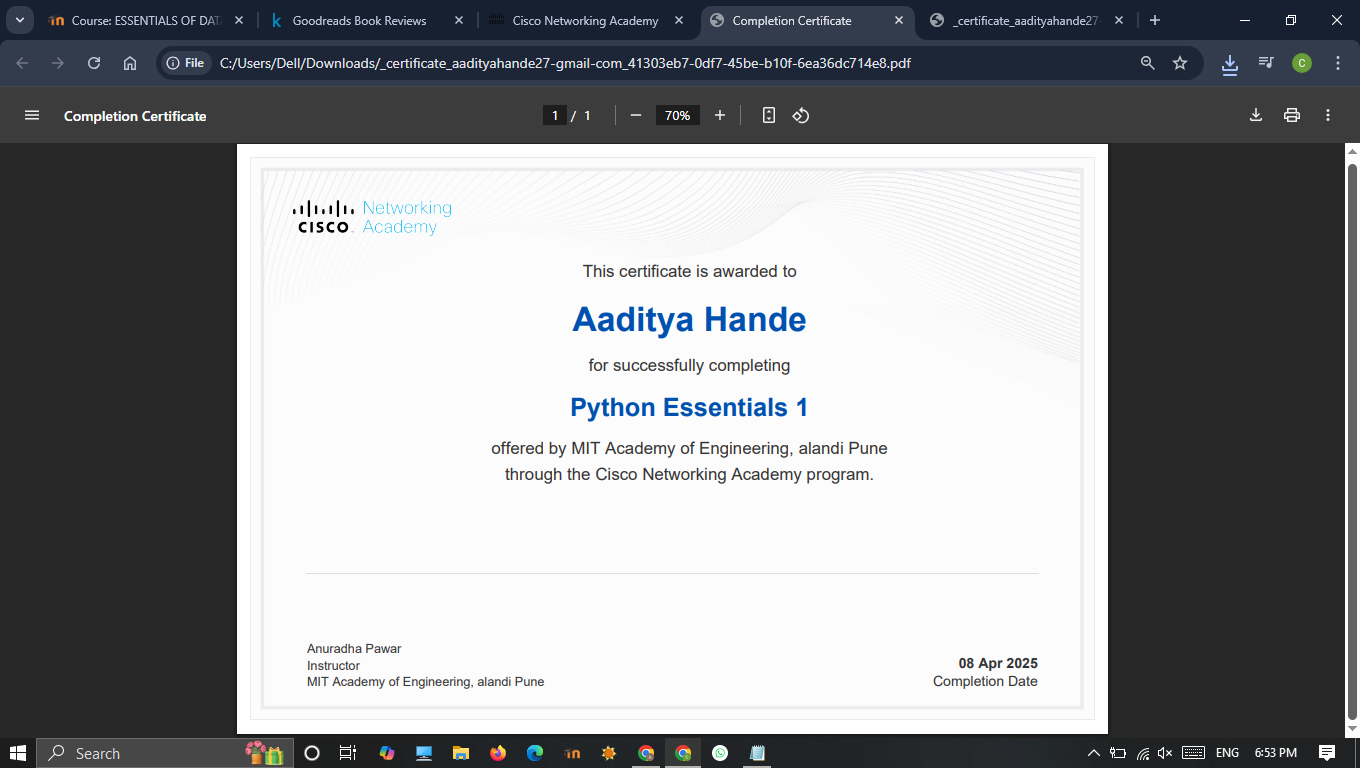 Course: ESSENTIALS OF DAT
Goodreads Book Reviews
Cisco Networking Academy
Completion Certificate
_certificate_aadityahande27-
File
C:/Users/Dell/Downloads/_certificate_aadityahande27-gmail-com_41303eb7-0df7-45be-b10f-6ea36dc714e8.pdf
C
Completion Certificate
1 / 1
70%
CISCO
Networking
Academy
This certificate is awarded to
Aaditya Hande
for successfully completing
Python Essentials 1
offered by MIT Academy of Engineering, alandi Pune
through the Cisco Networking Academy program.
Anuradha Pawar
Instructor
MIT Academy of Engineering, alandi Pune
08 Apr 2025
Completion Date
Search
ENG
6:53 PM